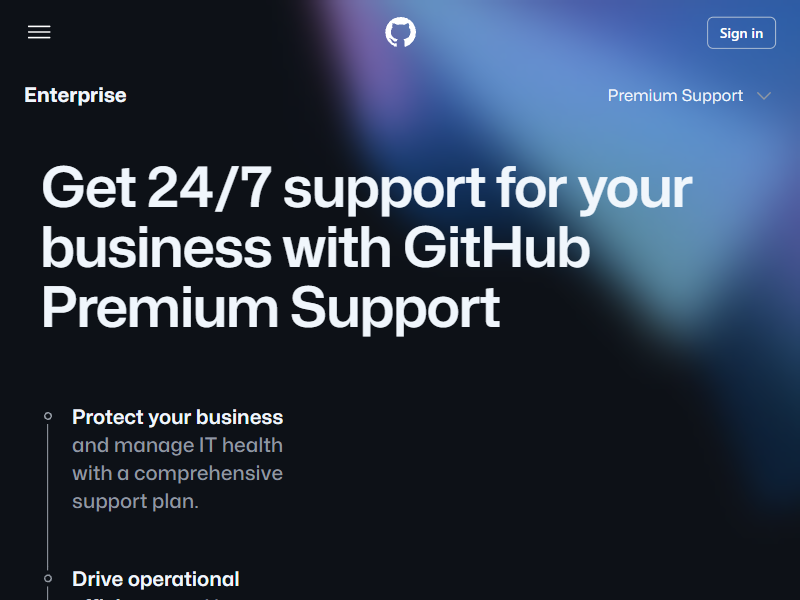 Sign in
Enterprise
Premium Support
Get 24/7 support for your
business with GitHub
Premium Support
Protect your business
and manage IT health
with a comprehensive
support plan.
Drive operational